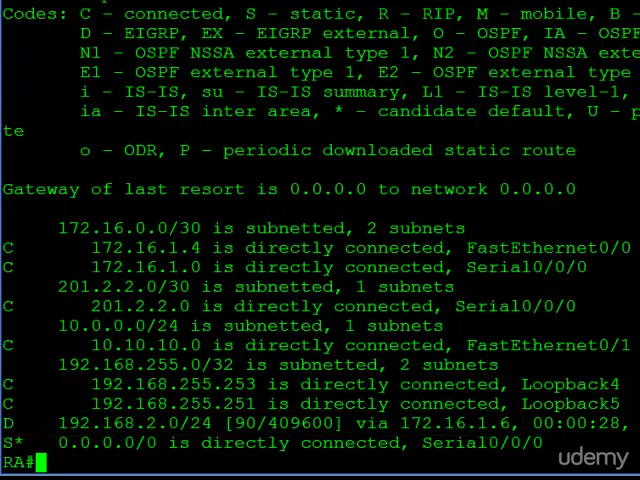 Codes: C - connected, S - static, R - RIP, M - mobile, B -
D - EIGRP, EX - EIGRP external, O - OSPF, IA - OSPF
N1 - OSPF NSSA external type 1, N2 - OSPF NSSA exte
E1 - OSPF external type 1, E2 - OSPF external type
i - IS-IS, su - IS-IS summary, L1 - IS-IS level-1,
ia - IS-IS inter area, * - candidate default, U - p
te
o - ODR, P - periodic downloaded static route
Gateway of last resort is 0.0.0.0 to network 0.0.0.0
172.16.0.0/30 is subnetted, 2 subnets
C 172.16.1.4 is directly connected, FastEthernet0/0
C 172.16.1.0 is directly connected, Serial0/0/0
201.2.2.0/30 is subnetted, 1 subnets
C 201.2.2.0 is directly connected, Serial0/0/0
10.0.0.0/24 is subnetted, 1 subnets
C 10.10.10.0 is directly connected, FastEthernet0/1
192.168.255.0/32 is subnetted, 2 subnets
C 192.168.255.253 is directly connected, Loopback4
C 192.168.255.251 is directly connected, Loopback5
D 192.168.2.0/24 [90/409600] via 172.16.1.6, 00:00:28,
S* 0.0.0.0/0 is directly connected, Serial0/0/0
RA#
udemy